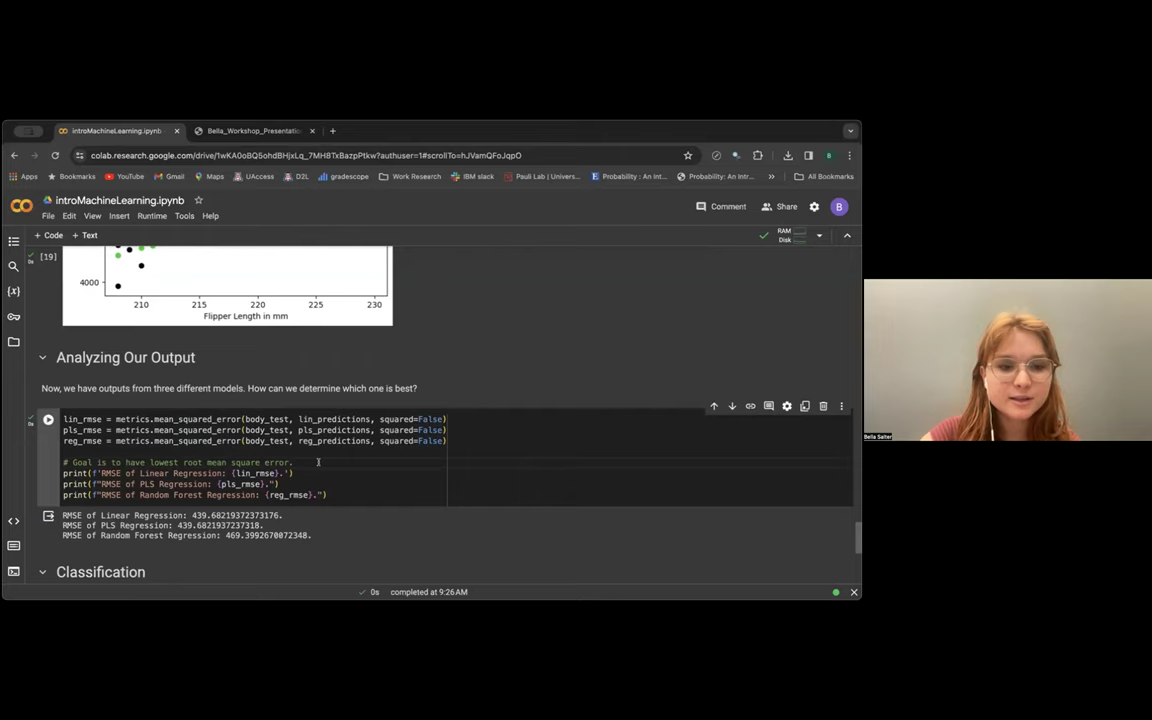 introMachineLearning.ipynb
Bella_Workshop_Presentatio
colab.research.google.com/drive/1wKA0oBQ5ohdBHjxLq_7MH8TxBazpPtkw?authuser=1#scrollTo=hJVamQFoJqpO
Apps
Bookmarks
YouTube
Gmail
Maps
UAccess
D2L
gradescope
Work Research
IBM slack
Pauli Lab | Univers...
Probability : An Int...
Probability: An Intr...
»
All Bookmarks
introMachineLearning.ipynb
File Edit View Insert Runtime Tools Help
Comment
Share
B
+ Code + Text
RAM
Disk
[19]
0s
4000
210 215 220 225 230
Flipper Length in mm
Analyzing Our Output
Now, we have outputs from three different models. How can we determine which one is best?
0s
lin_rmse = metrics.mean_squared_error(body_test, lin_predictions, squared=False)
pls_rmse = metrics.mean_squared_error(body_test, pls_predictions, squared=False)
reg_rmse = metrics.mean_squared_error(body_test, reg_predictions, squared=False)
# Goal is to have lowest root mean square error.
print(f'RMSE of Linear Regression: {lin_rmse}.')
print(f"RMSE of PLS Regression: {pls_rmse}.")
print(f"RMSE of Random Forest Regression: {reg_rmse}.")
RMSE of Linear Regression: 439.68219372373176.
RMSE of PLS Regression: 439.6821937237318.
RMSE of Random Forest Regression: 469.3992670072348.
Classification
0s completed at 9:26AM
Bella Salter